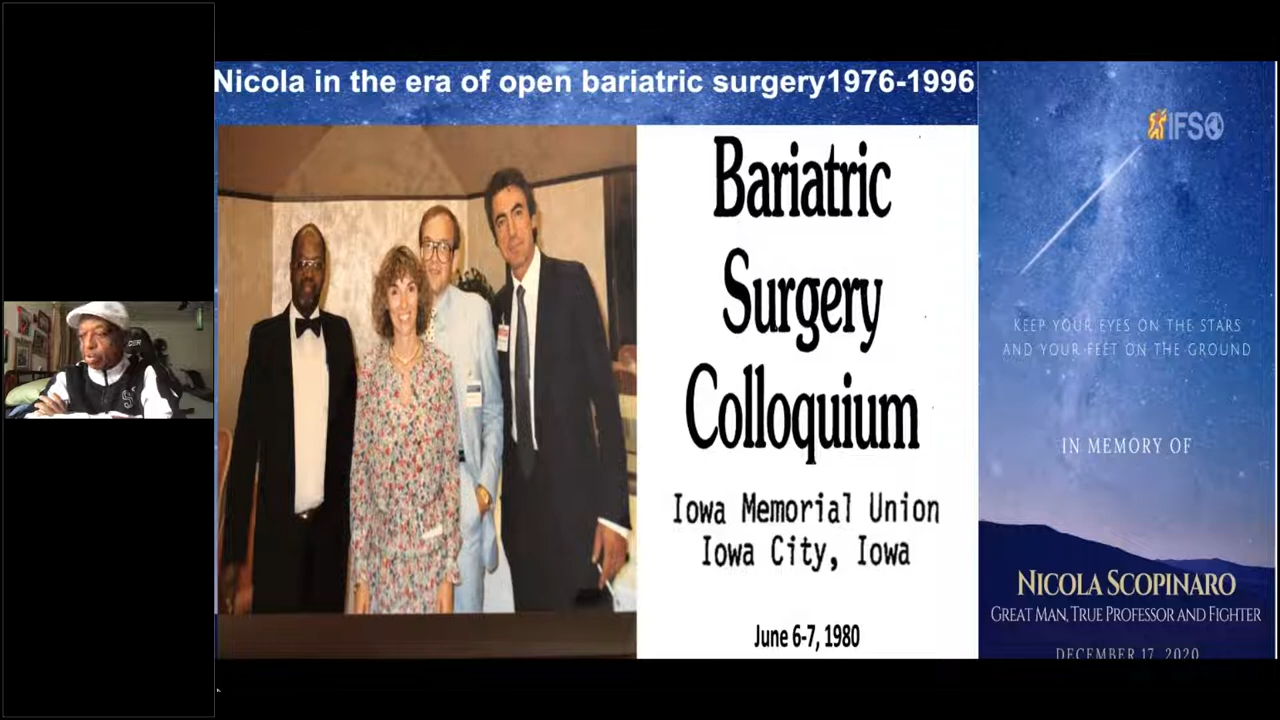 Nicola in the era of open bariatric surgery1976-1996
Bariatric
Surgery
Colloquium
Iowa Memorial Union
Iowa City, Iowa
June 6-7, 1980
IFSO
KEEP YOUR EYES ON THE STARS
AND YOUR FEET ON THE GROUND
IN MEMORY OF
NICOLA SCOPINARO
GREAT MAN, TRUE PROFESSOR AND FIGHTER
DECEMBER 17, 2020